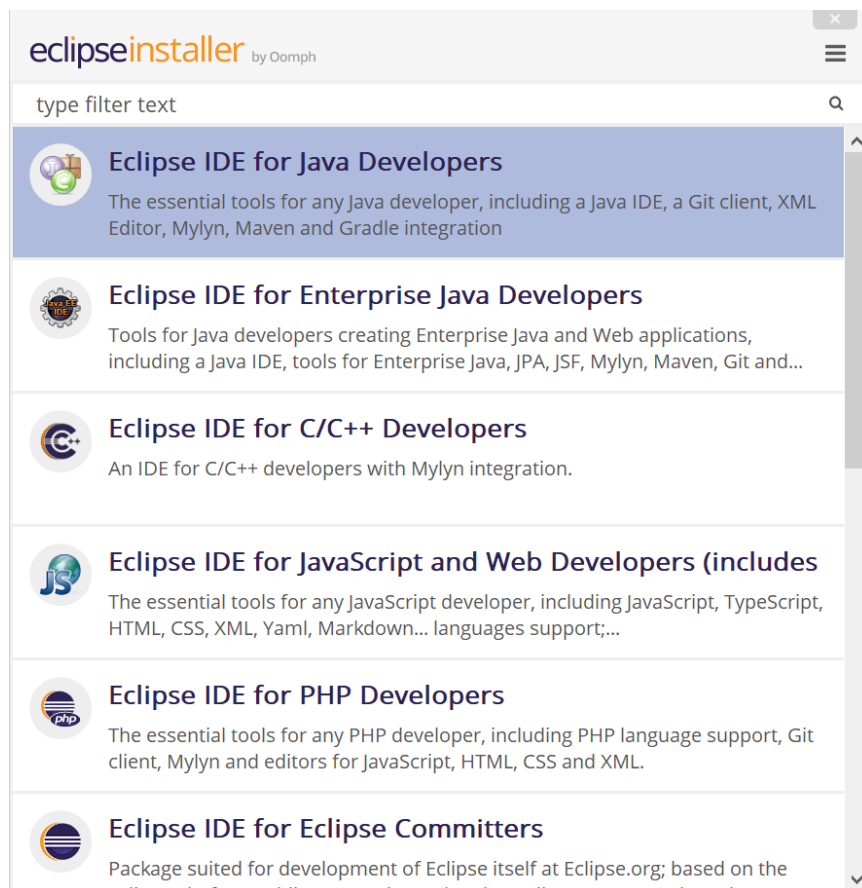 eclipseinstaller by Oomph
type filter text
Eclipse IDE for Java Developers
The essential tools for any Java developer, including a Java IDE, a Git client, XML
Editor, Mylyn, Maven and Gradle integration
Java EE
IDE
Eclipse IDE for Enterprise Java Developers
Tools for Java developers creating Enterprise Java and Web applications,
including a Java IDE, tools for Enterprise Java, JPA, JSF, Mylyn, Maven, Git and...
C++
Eclipse IDE for C/C++ Developers
An IDE for C/C++ developers with Mylyn integration.
JS
Eclipse IDE for JavaScript and Web Developers (includes
The essential tools for any JavaScript developer, including JavaScript, TypeScript,
HTML, CSS, XML, Yaml, Markdown... languages support;...
php
Eclipse IDE for PHP Developers
The essential tools for any PHP developer, including PHP language support, Git
client, Mylyn and editors for JavaScript, HTML, CSS and XML.
Eclipse IDE for Eclipse Committers
Package suited for development of Eclipse itself at Eclipse.org; based on the